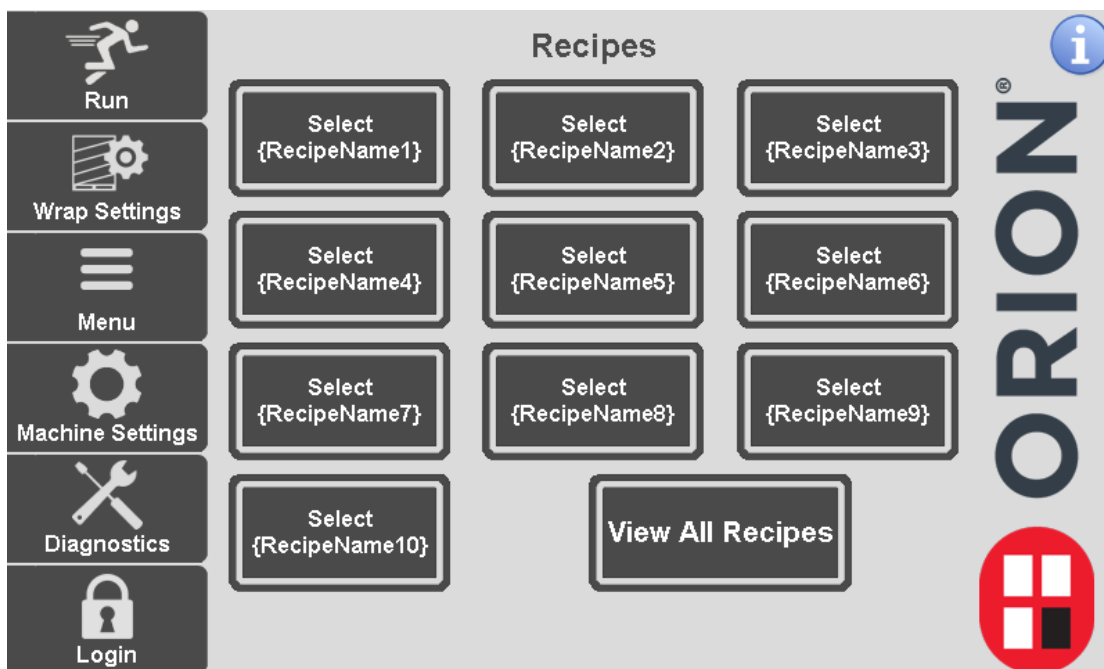 Run
Wrap Settings
Menu
Machine Settings
Diagnostics
Login
Recipes
i
Select
{RecipeName1}
Select
{RecipeName2}
Select
{RecipeName3}
Select
{RecipeName4}
Select
{RecipeName5}
Select
{RecipeName6}
Select
{RecipeName7}
Select
{RecipeName8}
Select
{RecipeName9}
Select
{RecipeName10}
View All Recipes
ORION®